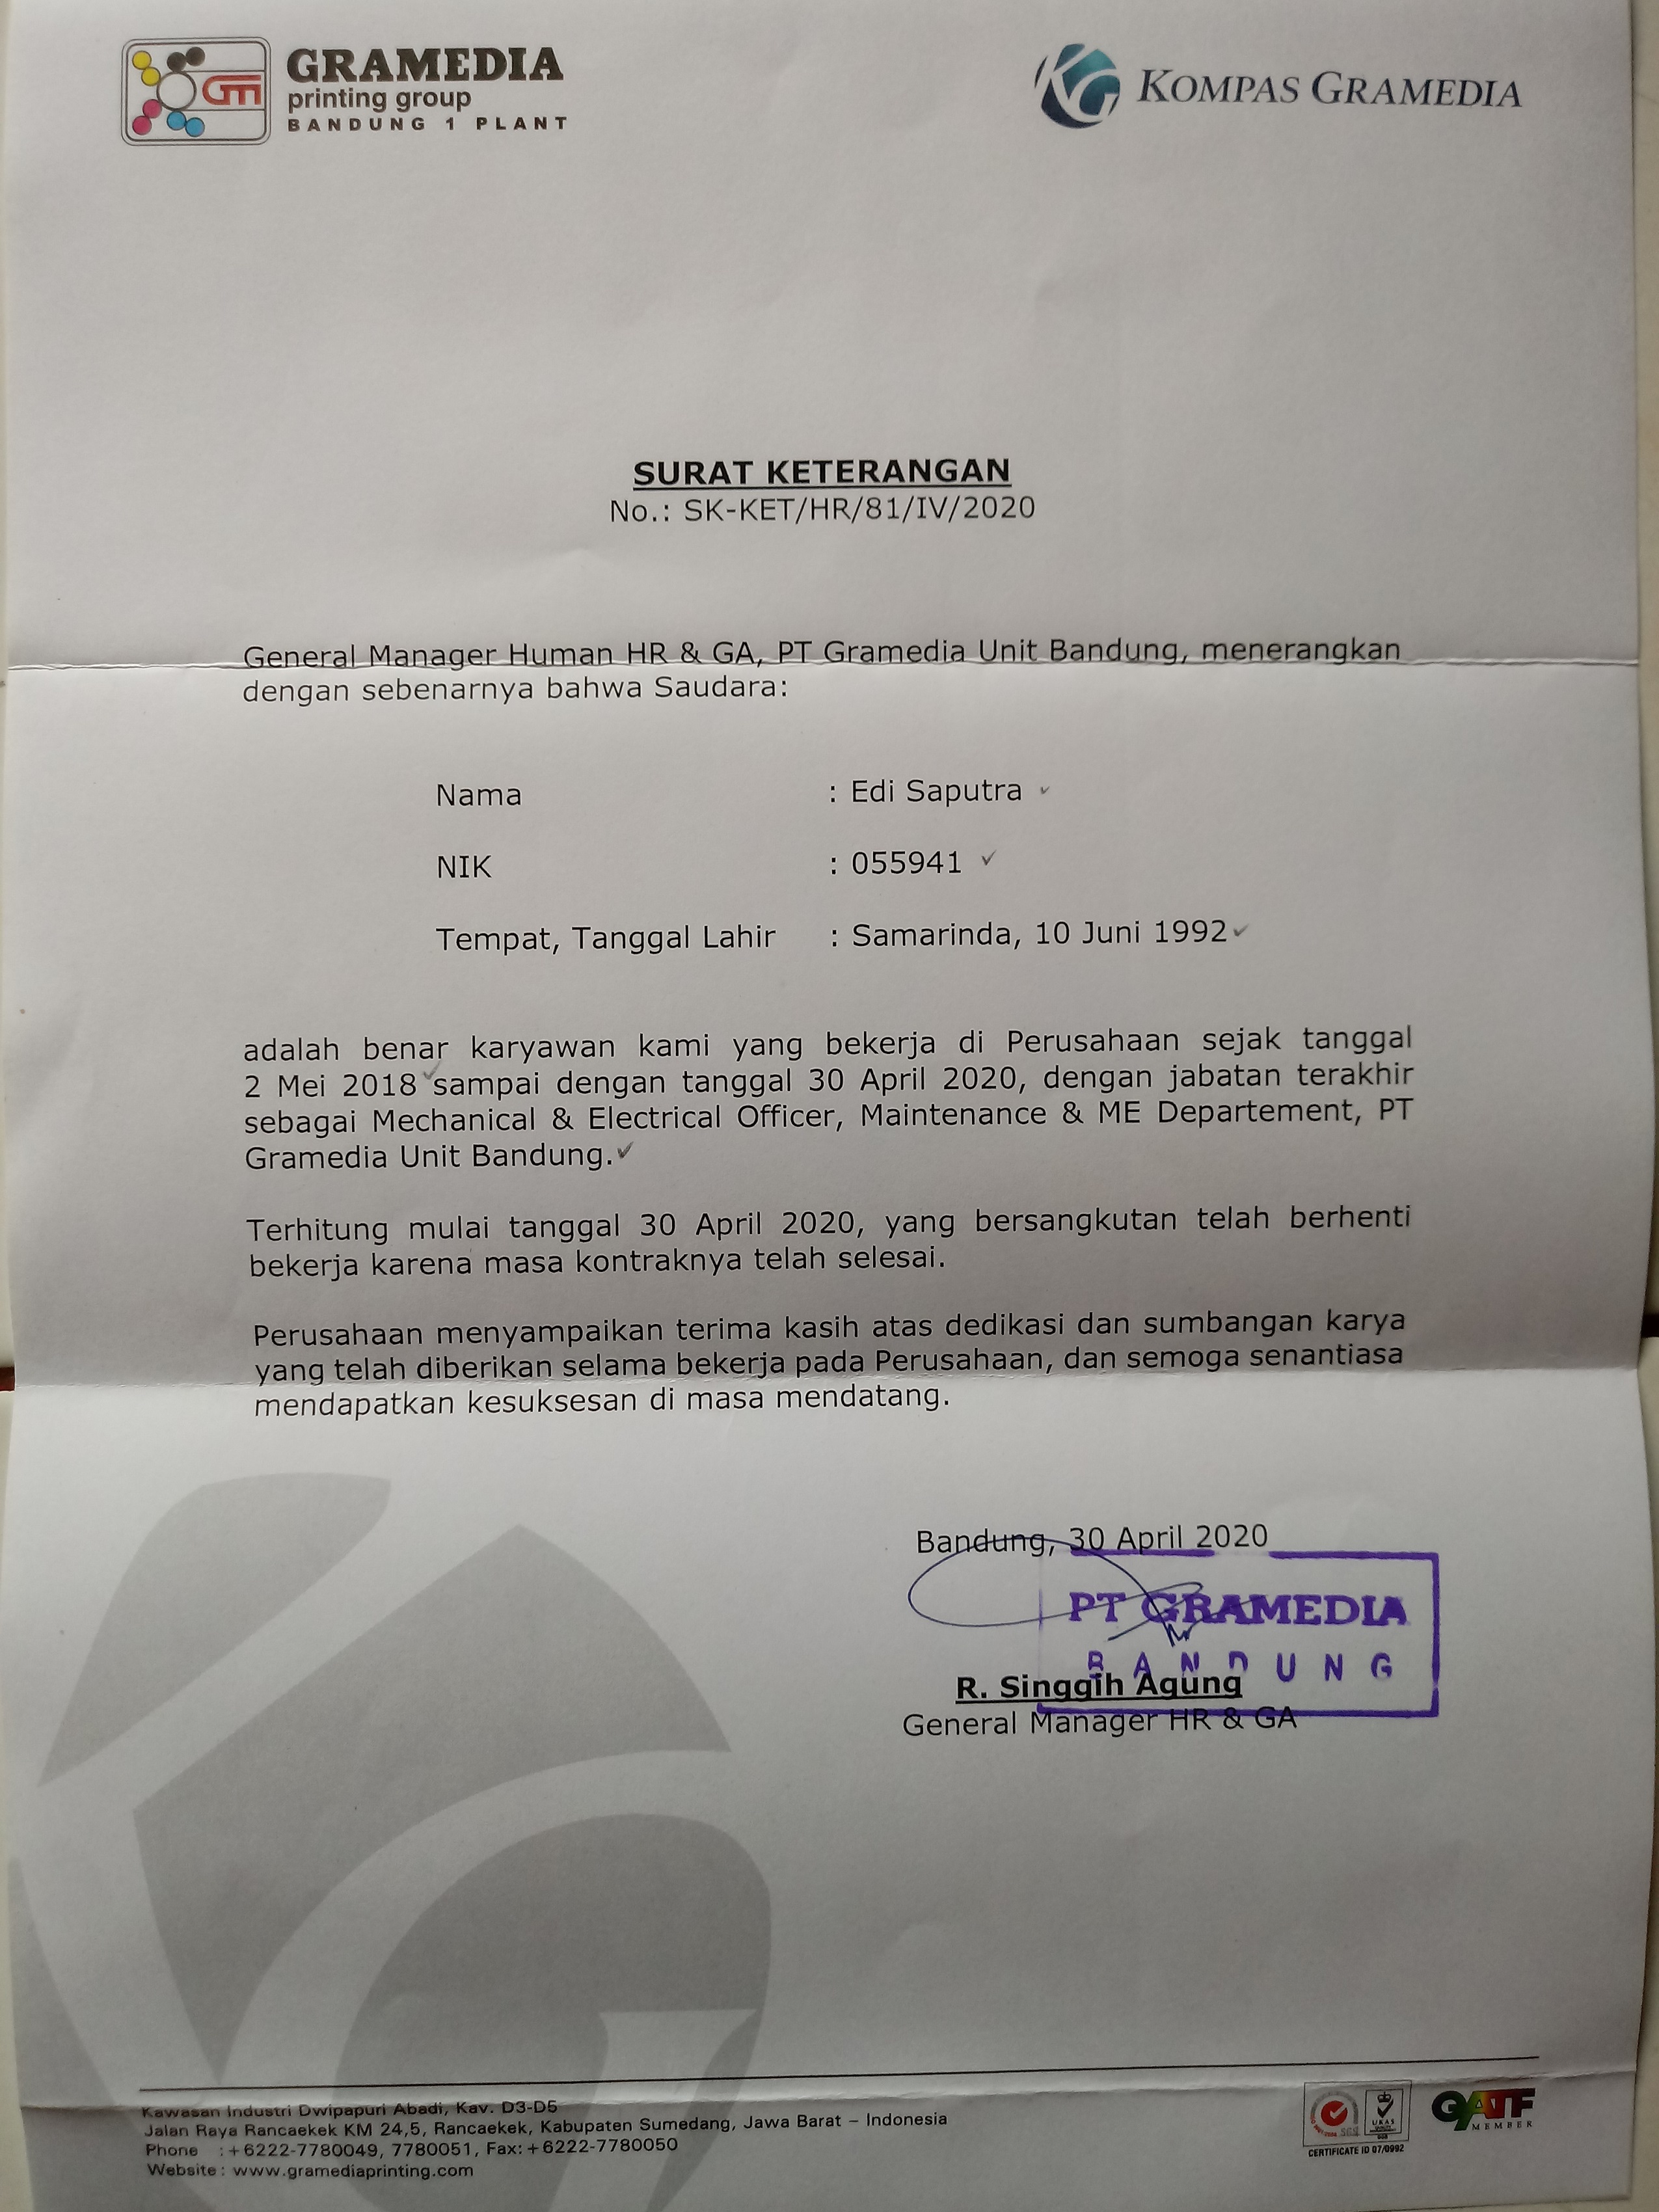 GRAMEDIA
printing group
BANDUNG 1 PLANT
GM
KG KOMPAS GRAMEDIA
SURAT KETERANGAN
No.: SK-KET/HR/81/IV/2020
General Manager Human HR & GA, PT Gramedia Unit Bandung, menerangkan
dengan sebenarnya bahwa Saudara:
Nama : Edi Saputra
NIK : 055941
Tempat, Tanggal Lahir : Samarinda, 10 Juni 1992
adalah benar karyawan kami yang bekerja di Perusahaan sejak tanggal
2 Mei 2018 sampai dengan tanggal 30 April 2020, dengan jabatan terakhir
sebagai Mechanical & Electrical Officer, Maintenance & ME Departement, PT
Gramedia Unit Bandung.
Terhitung mulai tanggal 30 April 2020, yang bersangkutan telah berhenti
bekerja karena masa kontraknya telah selesai.
Perusahaan menyampaikan terima kasih atas dedikasi dan sumbangan karya
yang telah diberikan selama bekerja pada Perusahaan, dan semoga senantiasa
mendapatkan kesuksesan di masa mendatang.
Bandung, 30 April 2020
PT GRAMEDIA
BANDUNG
R. Singgih Agung
General Manager HR & GA
Kawasan Industri Dwipapuri Abadi, Kav. D3-D5
Jalan Raya Rancaekek KM 24,5, Rancaekek, Kabupaten Sumedang, Jawa Barat – Indonesia
Phone : +6222-7780049, 7780051, Fax: +6222-7780050
Website : www.gramediaprinting.com
SGS
UKAS
CERTIFICATE ID 07/0992
GATF
MEMBER